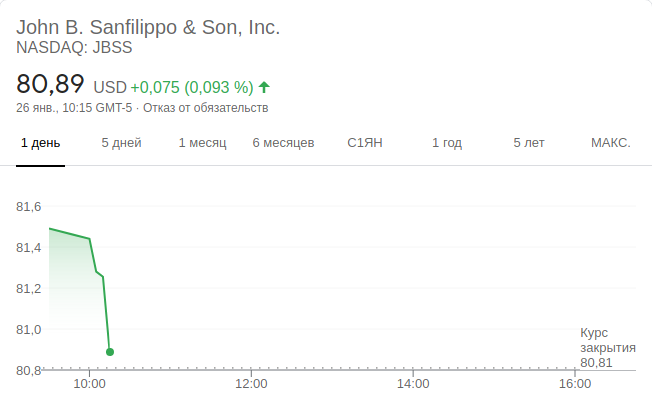 John B. Sanfilippo & Son, Inc.
NASDAQ: JBSS
80,89 USD +0,075 (0,093 %)
26 янв., 10:15 GMT-5 · Отказ от обязательств
1 день 5 дней 1 месяц 6 месяцев С1ЯН 1 год 5 лет МАКС.
81,6
81,4
81,2
81,0
80,8
Курс
закрытия
80,81
10:00 12:00 14:00 16:00